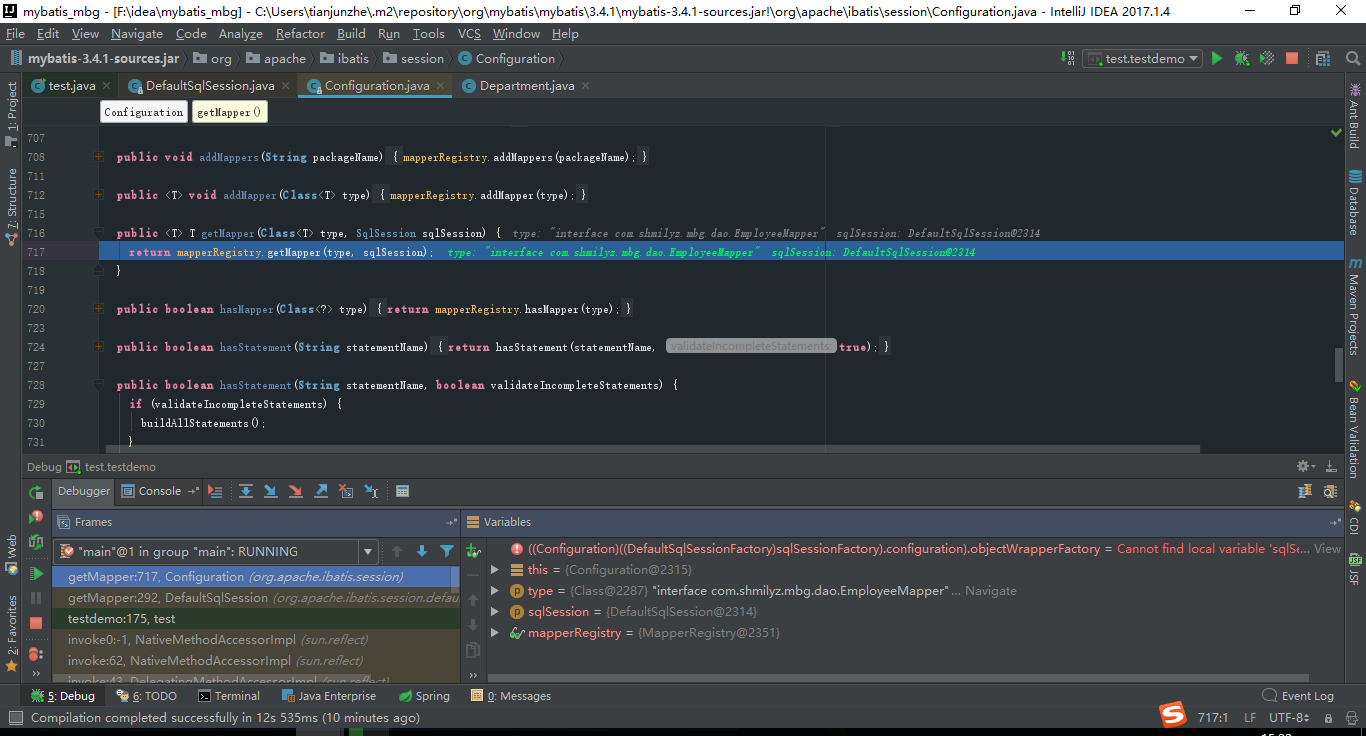 mybatis_mbg - [F:\idea\mybatis_mbg] - C:\Users\tianjunzhe\.m2\repository\org\mybatis\mybatis\3.4.1\mybatis-3.4.1-sources.jar!\org\apache\ibatis\session\Configuration.java - IntelliJ IDEA 2017.1.4
File Edit View Navigate Code Analyze Refactor Build Run Tools VCS Window Help
mybatis-3.4.1-sources.jar org apache ibatis session Configuration test.testdemo
test.java DefaultSqlSession.java Configuration.java Department.java
Configuration getMapper()
1: Project
7: Structure
Web
2: Favorites
Ant Build
Database
Maven Projects
Bean Validation
CDI
JSF
707
708 public void addMappers(String packageName) { mapperRegistry.addMappers(packageName); }
711
712 public <T> void addMapper(Class<T> type) { mapperRegistry.addMapper(type); }
715
716 public <T> T getMapper(Class<T> type, SqlSession sqlSession) { type: "interface com.shmilyz.mbg.dao.EmployeeMapper" sqlSession: DefaultSqlSession@2314
717 return mapperRegistry.getMapper(type, sqlSession); type: "interface com.shmilyz.mbg.dao.EmployeeMapper" sqlSession: DefaultSqlSession@2314
718 }
719
720 public boolean hasMapper(Class<?> type) { return mapperRegistry.hasMapper(type); }
723
724 public boolean hasStatement(String statementName) { return hasStatement(statementName, validateIncompleteStatements: true); }
727
728 public boolean hasStatement(String statementName, boolean validateIncompleteStatements) {
729 if (validateIncompleteStatements) {
730 buildAllStatements();
731 }
Debug test.testdemo
Debugger Console
Frames
"main"@1 in group "main": RUNNING
getMapper:717, Configuration (org.apache.ibatis.session)
getMapper:292, DefaultSqlSession (org.apache.ibatis.session.defau
testdemo:175, test
invoke0:-1, NativeMethodAccessorImpl (sun.reflect)
invoke:62, NativeMethodAccessorImpl (sun.reflect)
invoke:43, DelegatingMethodAccessorImpl (sun.reflect)
Variables
((Configuration)((DefaultSqlSessionFactory)sqlSessionFactory).configuration).objectWrapperFactory = Cannot find local variable 'sqlS... View
this = {Configuration@2315}
type = {Class@2287} "interface com.shmilyz.mbg.dao.EmployeeMapper"... Navigate
sqlSession = {DefaultSqlSession@2314}
mapperRegistry = {MapperRegistry@2351}
5: Debug 6: TODO Terminal Java Enterprise Spring 0: Messages Event Log
Compilation completed successfully in 12s 535ms (10 minutes ago) 717:1 LF UTF-8